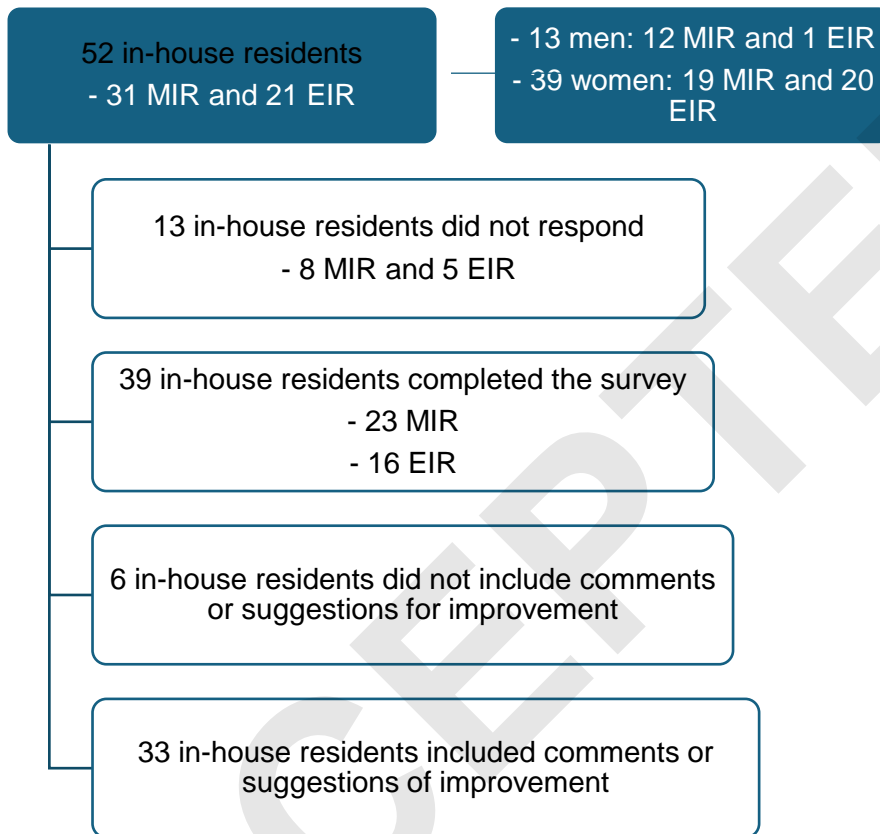 52 in-house residents
- 31 MIR and 21 EIR
- 13 men: 12 MIR and 1 EIR
- 39 women: 19 MIR and 20
EIR
13 in-house residents did not respond
- 8 MIR and 5 EIR
39 in-house residents completed the survey
- 23 MIR
- 16 EIR
6 in-house residents did not include comments
or suggestions for improvement
33 in-house residents included comments or
suggestions of improvement
CEPTE